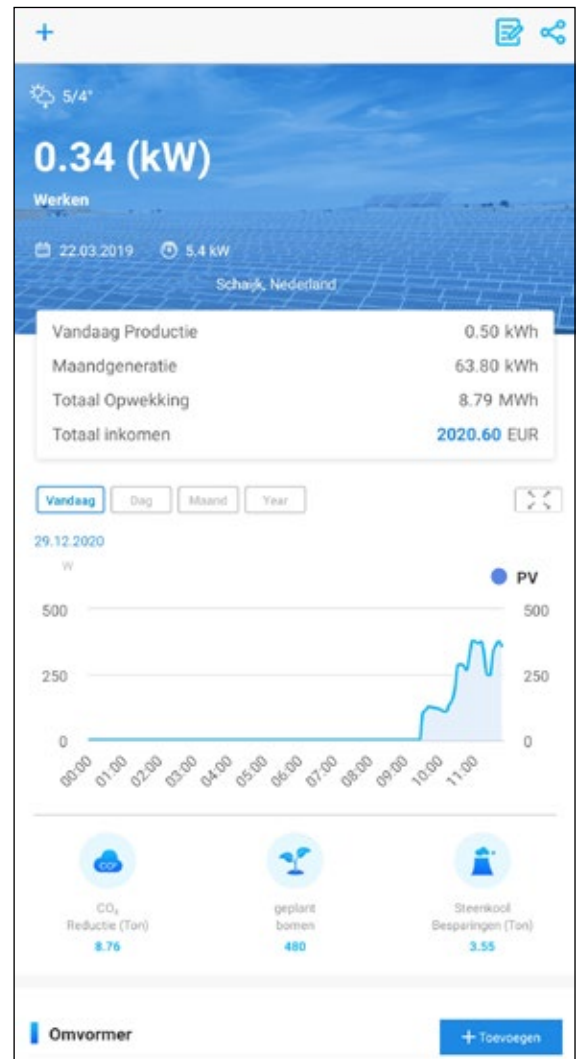 +
5/4°
0.34 (kW)
Werken
22.03.2019 5.4 kW
Schaijk, Nederland
Vandaag Productie 0.50 kWh
Maandgeneratie 63.80 kWh
Totaal Opwekking 8.79 MWh
Totaal inkomen 2020.60 EUR
Vandaag Dag Maand Year
29.12.2020
W
PV
500 500
250 250
0 0
00:00 01:00 02:00 03:00 04:00 05:00 06:00 07:00 08:00 09:00 10:00 11:00
CO₂ geplant Steenkool
Reductie (Ton) bomen Besparingen (Ton)
8.76 480 3.55
Omvormer + Toevoegen